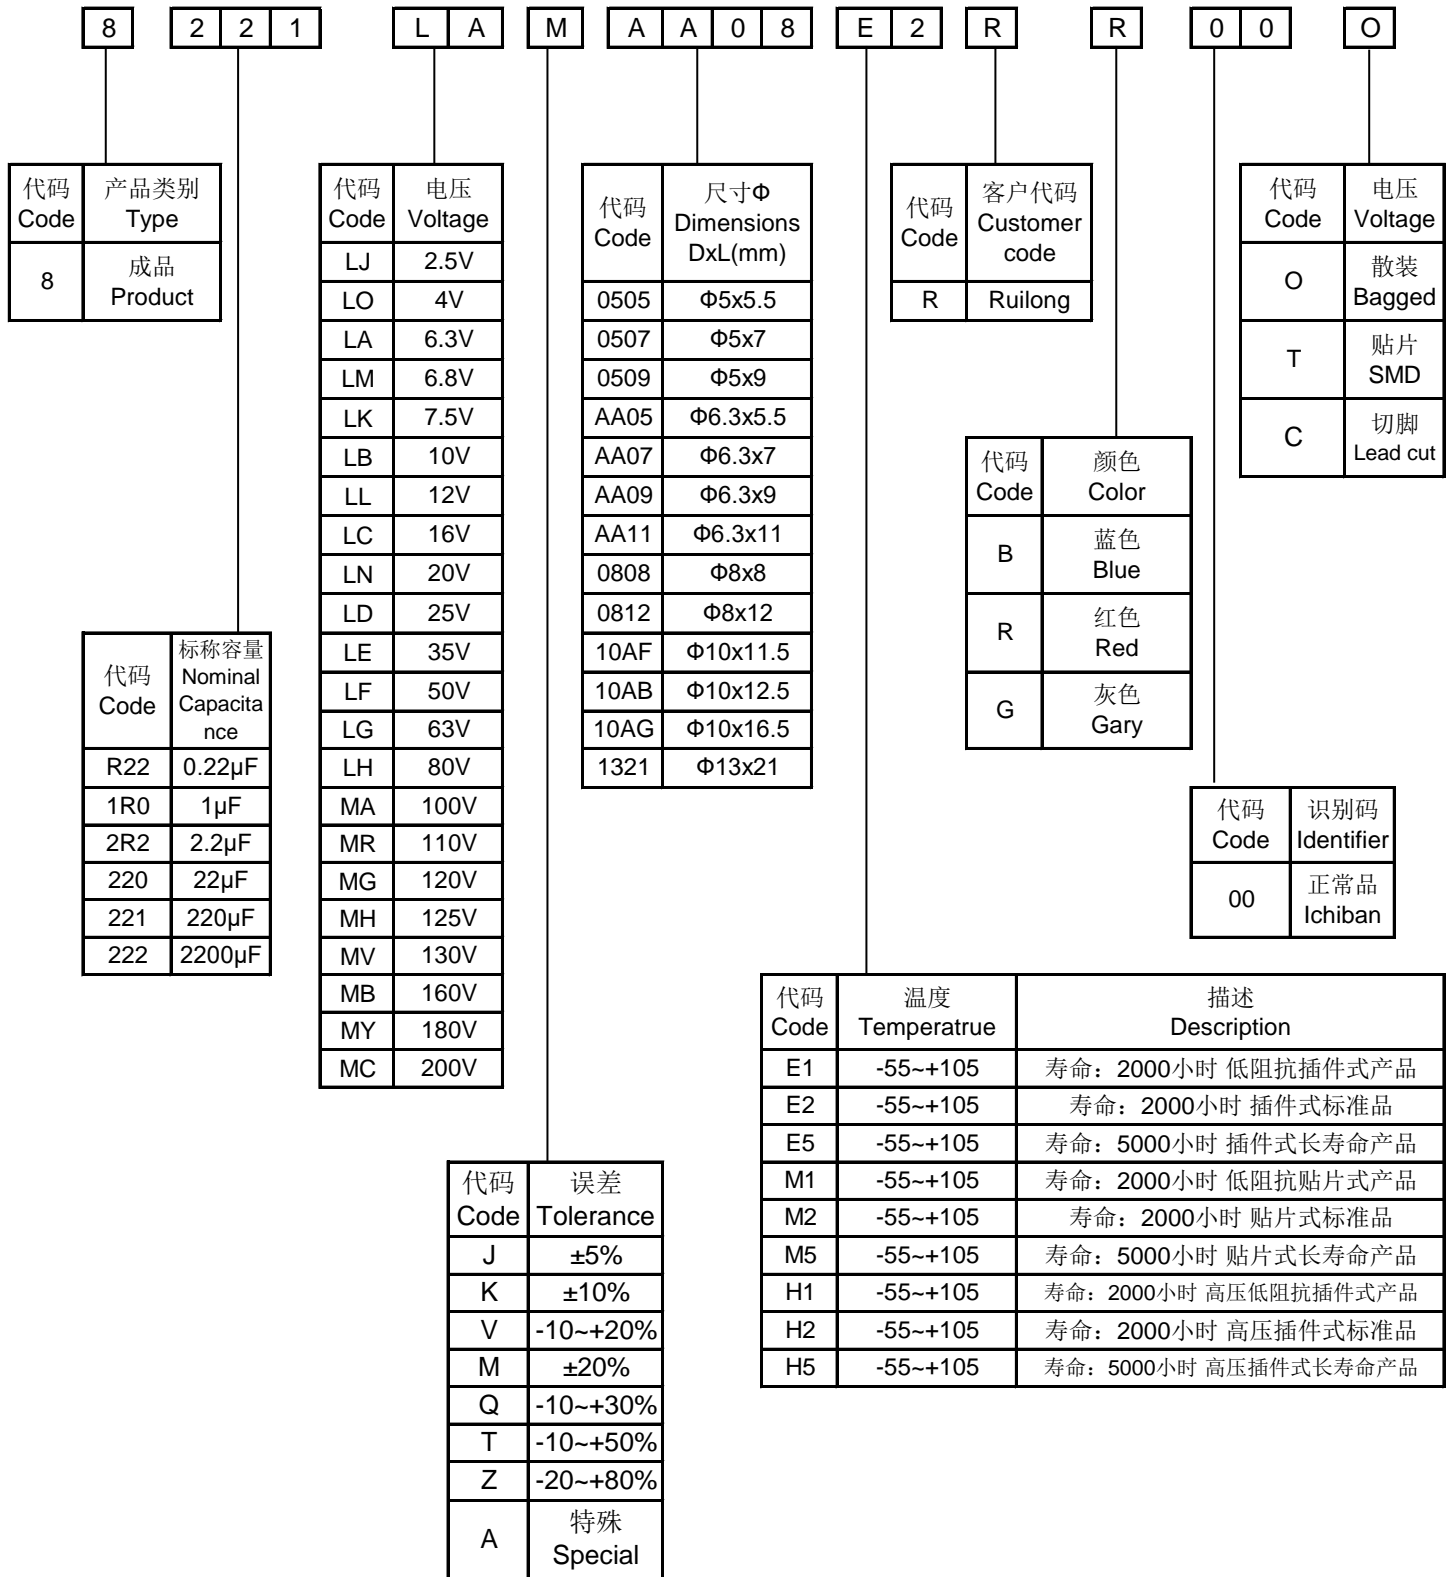 8 2 2 1 L A M A A 0 8 E 2 R R 0 0 O
代码 产品类别
Code Type
8 成品
Product
代码 标称容量
Code Nominal
Capacita
nce
R22 0.22µF
1R0 1µF
2R2 2.2µF
220 22µF
221 220µF
222 2200µF
代码 电压
Code Voltage
LJ 2.5V
LO 4V
LA 6.3V
LM 6.8V
LK 7.5V
LB 10V
LL 12V
LC 16V
LN 20V
LD 25V
LE 35V
LF 50V
LG 63V
LH 80V
MA 100V
MR 110V
MG 120V
MH 125V
MV 130V
MB 160V
MY 180V
MC 200V
代码 误差
Code Tolerance
J ±5%
K ±10%
V -10~+20%
M ±20%
Q -10~+30%
T -10~+50%
Z -20~+80%
A 特殊
Special
代码 尺寸Φ
Code Dimensions
DxL(mm)
0505 Φ5x5.5
0507 Φ5x7
0509 Φ5x9
AA05 Φ6.3x5.5
AA07 Φ6.3x7
AA09 Φ6.3x9
AA11 Φ6.3x11
0808 Φ8x8
0812 Φ8x12
10AF Φ10x11.5
10AB Φ10x12.5
10AG Φ10x16.5
1321 Φ13x21
代码 温度 描述
Code Temperatrue Description
E1 -55~+105 寿命：2000小时 低阻抗插件式产品
E2 -55~+105 寿命：2000小时 插件式标准品
E5 -55~+105 寿命：5000小时 插件式长寿命产品
M1 -55~+105 寿命：2000小时 低阻抗贴片式产品
M2 -55~+105 寿命：2000小时 贴片式标准品
M5 -55~+105 寿命：5000小时 贴片式长寿命产品
H1 -55~+105 寿命：2000小时 高压低阻抗插件式产品
H2 -55~+105 寿命：2000小时 高压插件式标准品
H5 -55~+105 寿命：5000小时 高压插件式长寿命产品
代码 客户代码
Code Customer
code
R Ruilong
代码 颜色
Code Color
B 蓝色
Blue
R 红色
Red
G 灰色
Gary
代码 识别码
Code Identifier
00 正常品
Ichiban
代码 电压
Code Voltage
O 散装
Bagged
T 贴片
SMD
C 切脚
Lead cut